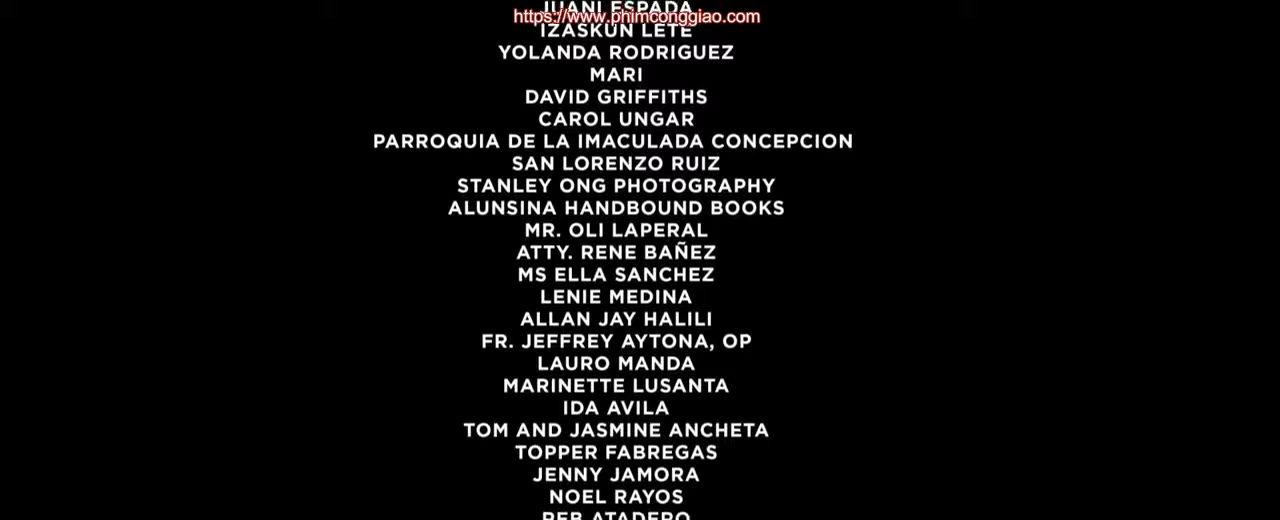 JUANI ESPADA
https://www.phimconggiao.com
IZASKUN LETE
YOLANDA RODRIGUEZ
MARI
DAVID GRIFFITHS
CAROL UNGAR
PARROQUIA DE LA IMACULADA CONCEPCION
SAN LORENZO RUIZ
STANLEY ONG PHOTOGRAPHY
ALUNSINA HANDBOUND BOOKS
MR. OLI LAPERAL
ATTY. RENE BAÑEZ
MS ELLA SANCHEZ
LENIE MEDINA
ALLAN JAY HALILI
FR. JEFFREY AYTONA, OP
LAURO MANDA
MARINETTE LUSANTA
IDA AVILA
TOM AND JASMINE ANCHETA
TOPPER FABREGAS
JENNY JAMORA
NOEL RAYOS